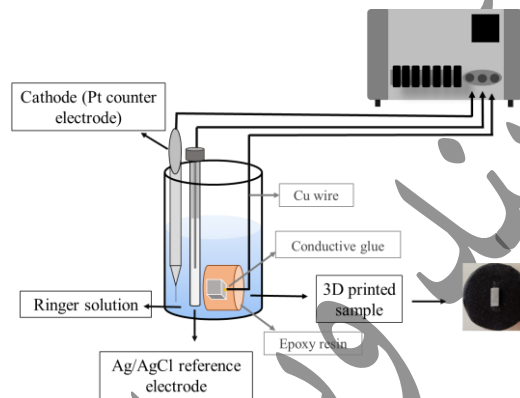 Cathode (Pt counter
electrode)
Cu wire
Conductive glue
Ringer solution
3D printed
sample
Epoxy resin
Ag/AgCl reference
electrode